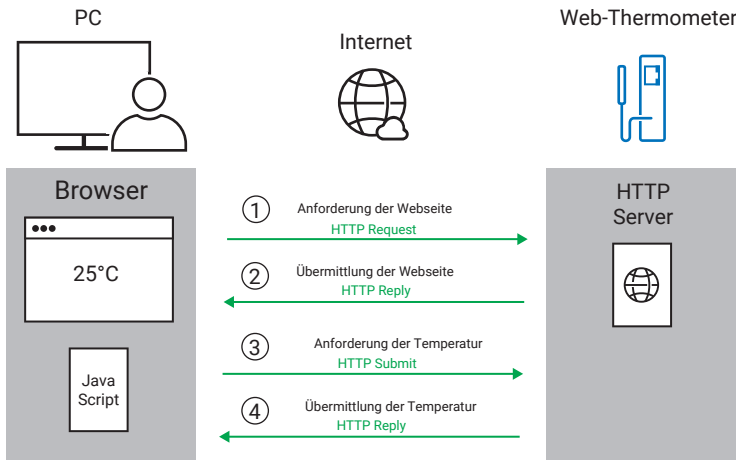 PC
Internet
Web-Thermometer
Browser
25°C
Java
Script
1
Anforderung der Webseite
HTTP Request
2
Übermittlung der Webseite
HTTP Reply
3
Anforderung der Temperatur
HTTP Submit
4
Übermittlung der Temperatur
HTTP Reply
HTTP
Server